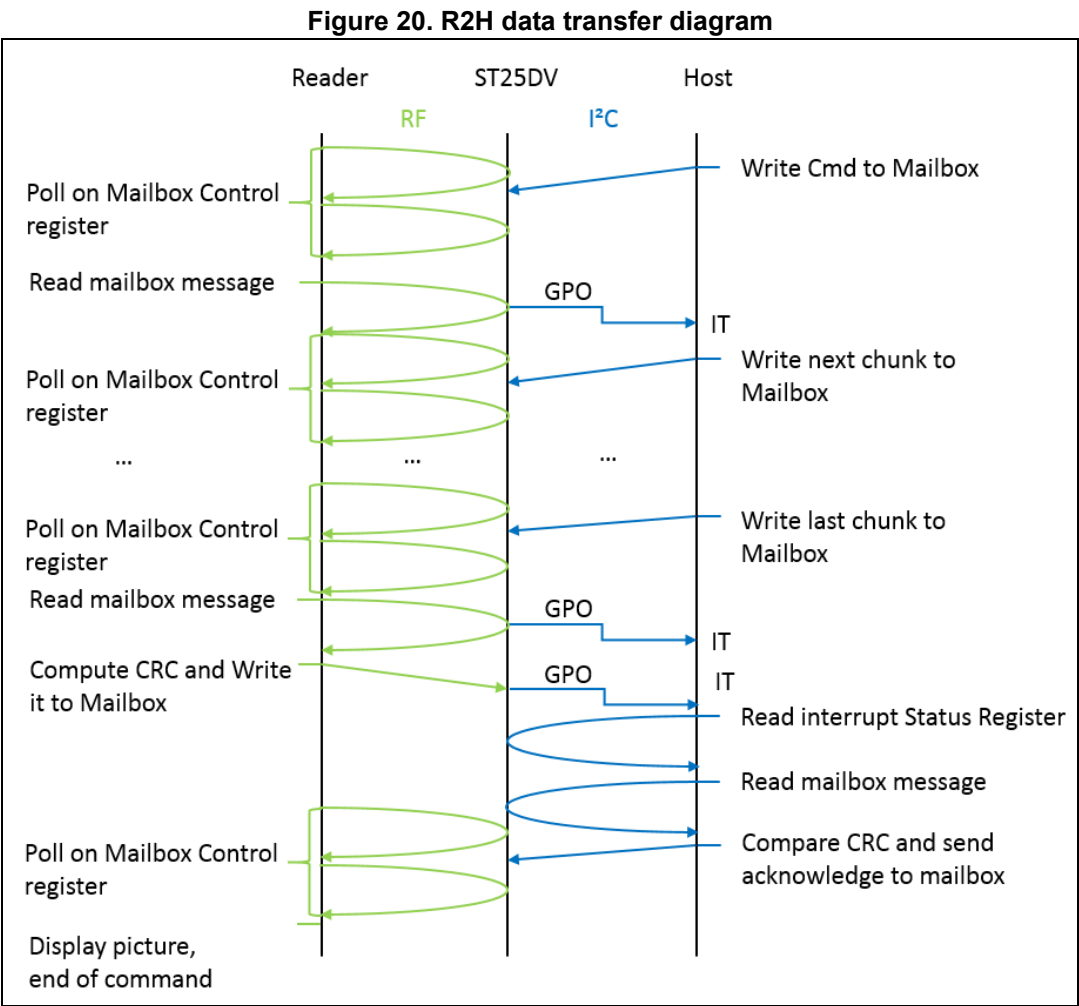 Figure 20. R2H data transfer diagram
Reader
ST25DV
Host
RF
I²C
Write Cmd to Mailbox
Poll on Mailbox Control
register
Read mailbox message
GPO
IT
Write next chunk to
Mailbox
Poll on Mailbox Control
register
...
...
...
Write last chunk to
Mailbox
Poll on Mailbox Control
register
Read mailbox message
GPO
IT
Compute CRC and Write
it to Mailbox
GPO
IT
Read interrupt Status Register
Read mailbox message
Compare CRC and send
acknowledge to mailbox
Poll on Mailbox Control
register
Display picture,
end of command